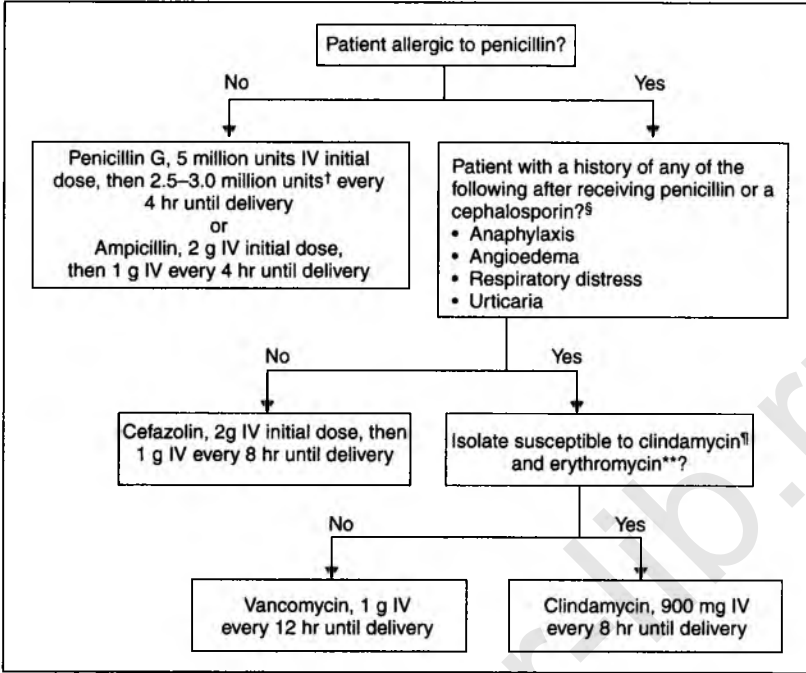 Patient allergic to penicillin?
No
Yes
Penicillin G, 5 million units IV initial
dose, then 2.5–3.0 million units† every
4 hr until delivery
or
Ampicillin, 2 g IV initial dose,
then 1 g IV every 4 hr until delivery
Patient with a history of any of the
following after receiving penicillin or a
cephalosporin?§
• Anaphylaxis
• Angioedema
• Respiratory distress
• Urticaria
No
Yes
Cefazolin, 2g IV initial dose, then
1 g IV every 8 hr until delivery
Isolate susceptible to clindamycin¶
and erythromycin**?
No
Yes
Vancomycin, 1 g IV
every 12 hr until delivery
Clindamycin, 900 mg IV
every 8 hr until delivery